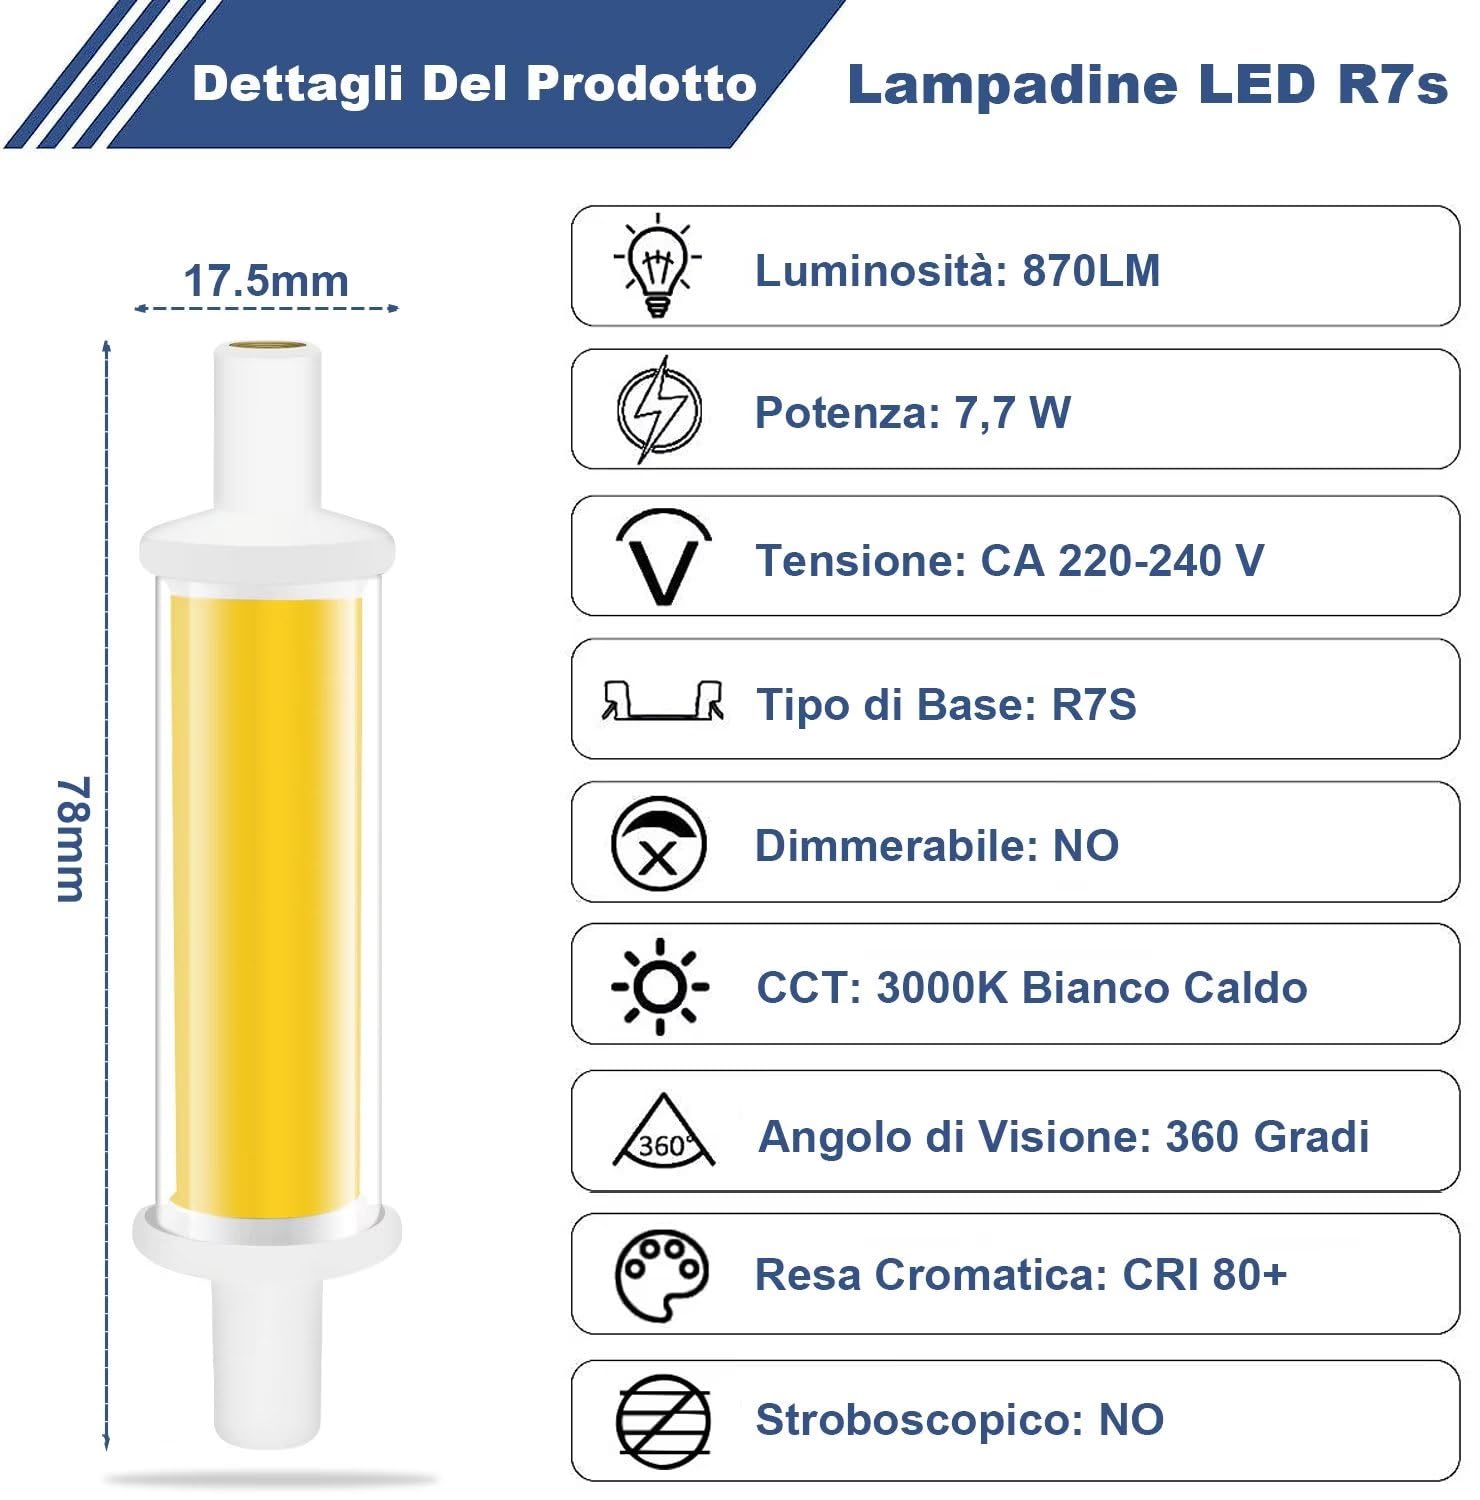 Dettagli Del Prodotto
Lampadine LED R7s
17.5mm
78mm
Luminosità: 870LM
Potenza: 7,7 W
V
Tensione: CA 220-240 V
Tipo di Base: R7S
X
Dimmerabile: NO
CCT: 3000K Bianco Caldo
360°
Angolo di Visione: 360 Gradi
Resa Cromatica: CRI 80+
Stroboscopico: NO